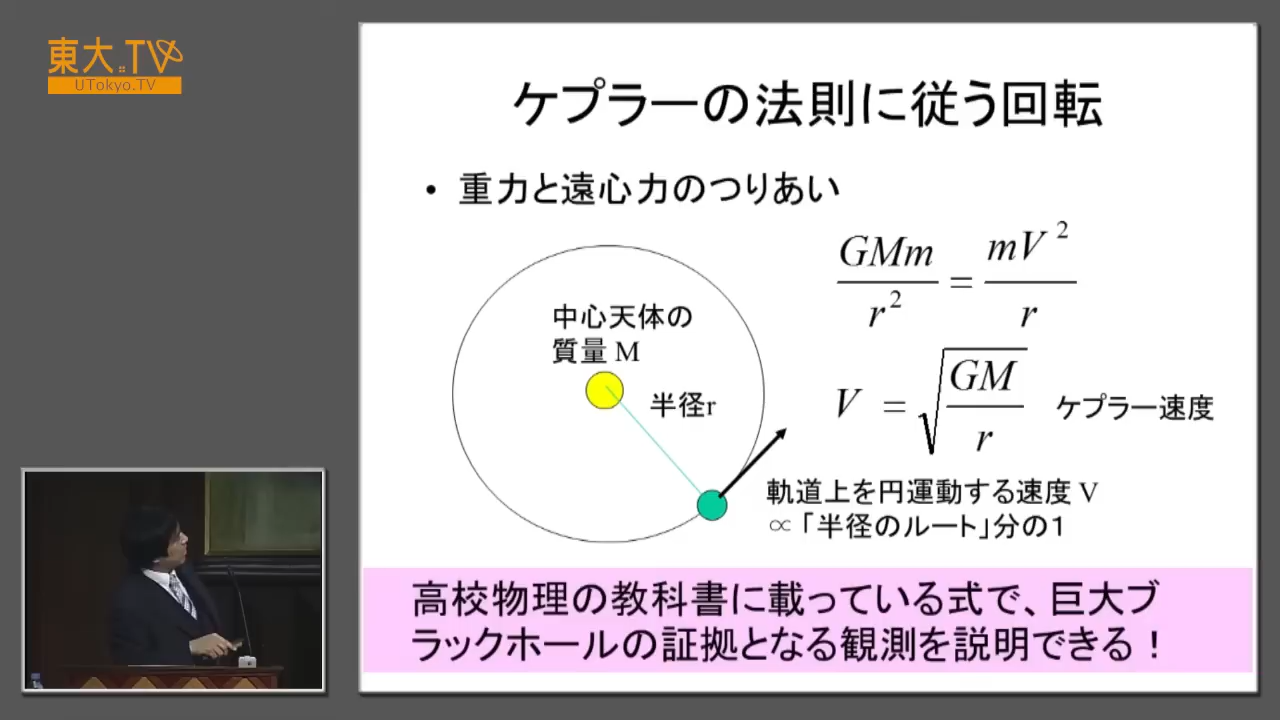 東大.TV
UTokyo.TV
ケプラーの法則に従う回転
• 重力と遠心力のつりあい
GMm / r² = mV² / r
中心天体の
質量 M
半径r
V = √(GM / r) ケプラー速度
軌道上を円運動する速度 V
∝「半径のルート」分の1
高校物理の教科書に載っている式で、巨大ブ
ラックホールの証拠となる観測を説明できる！